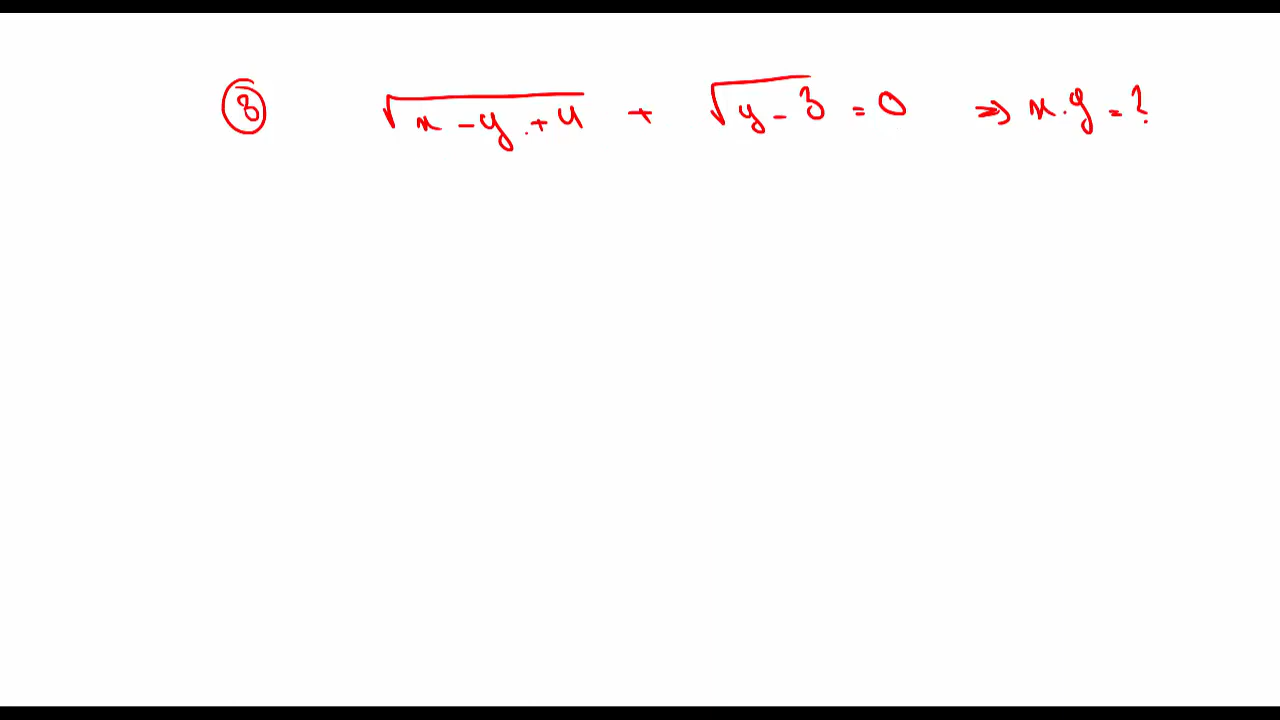 ⑧ √(x - y + 4) + √(y - 3) = 0 ⇒ x · y = ?